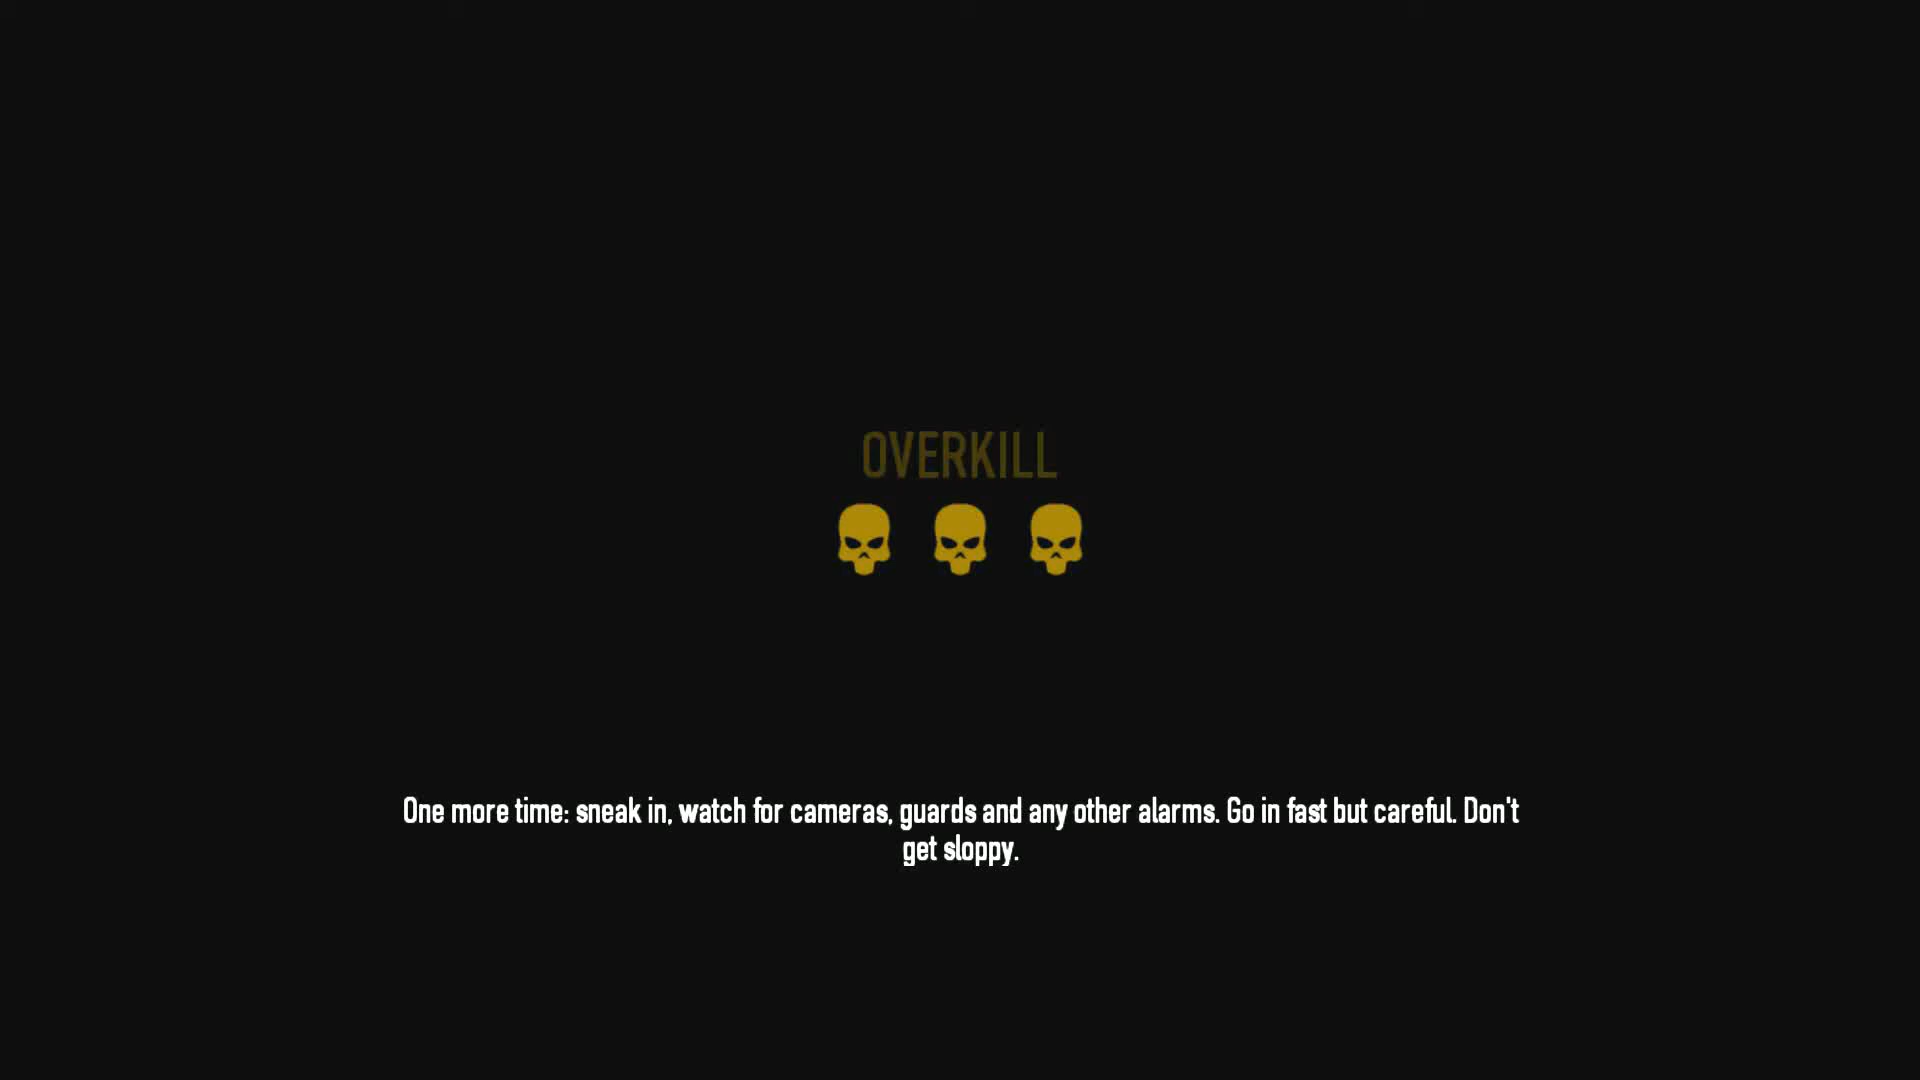 OVERKILL
One more time: sneak in, watch for cameras, guards and any other alarms. Go in fast but careful. Don't
get sloppy.